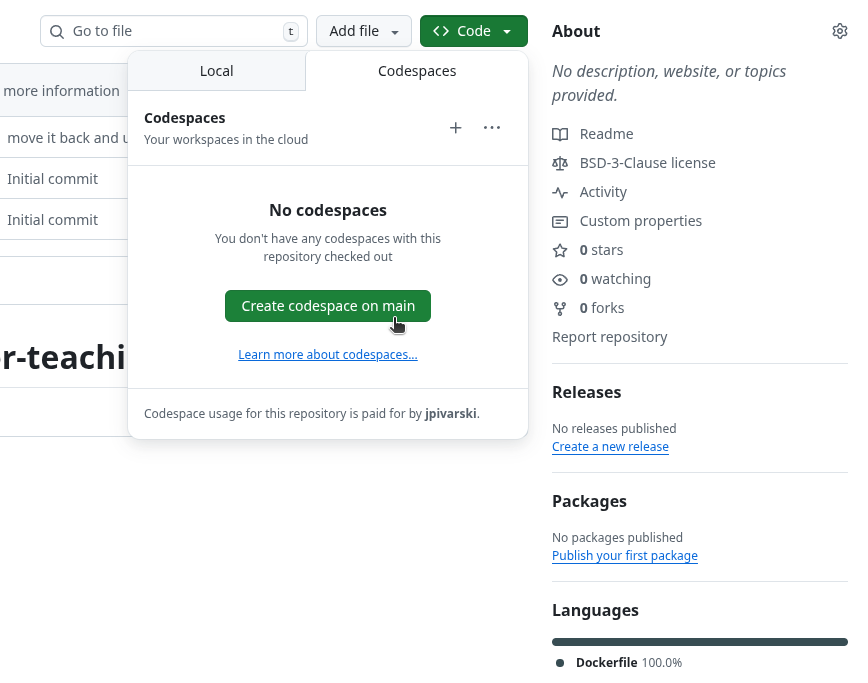 Go to file
t
Add file
Code
Local
Codespaces
more information
move it back and u
Initial commit
Initial commit
r-teachi
Codespaces
Your workspaces in the cloud
No codespaces
You don't have any codespaces with this
repository checked out
Create codespace on main
Learn more about codespaces...
Codespace usage for this repository is paid for by jpivarski.
About
No description, website, or topics
provided.
Readme
BSD-3-Clause license
Activity
Custom properties
0 stars
0 watching
0 forks
Report repository
Releases
No releases published
Create a new release
Packages
No packages published
Publish your first package
Languages
Dockerfile 100.0%